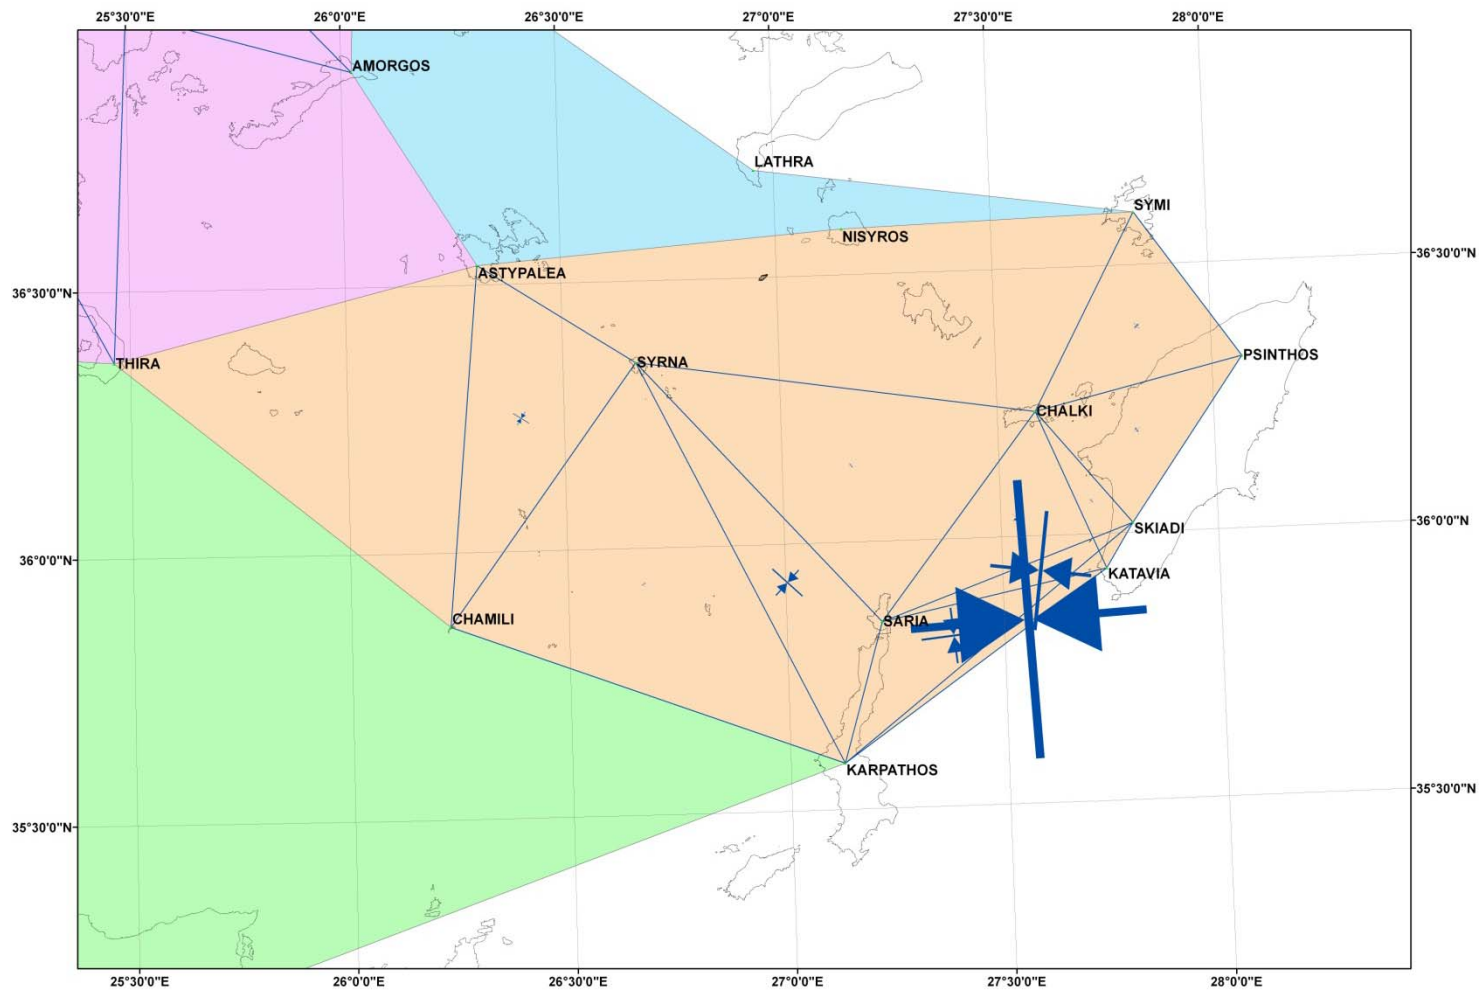 25°30'0"E 26°0'0"E 26°30'0"E 27°0'0"E 27°30'0"E 28°0'0"E
AMORGOS
LATHRA
SYMI
NISYROS
ASTYPALEA
36°30'0"N 36°30'0"N
THIRA SYRNA PSINTHOS
CHALKI
SKIADI
36°0'0"N 36°0'0"N
KATAVIA
CHAMILI SARIA
KARPATHOS
35°30'0"N 35°30'0"N
25°30'0"E 26°0'0"E 26°30'0"E 27°0'0"E 27°30'0"E 28°0'0"E